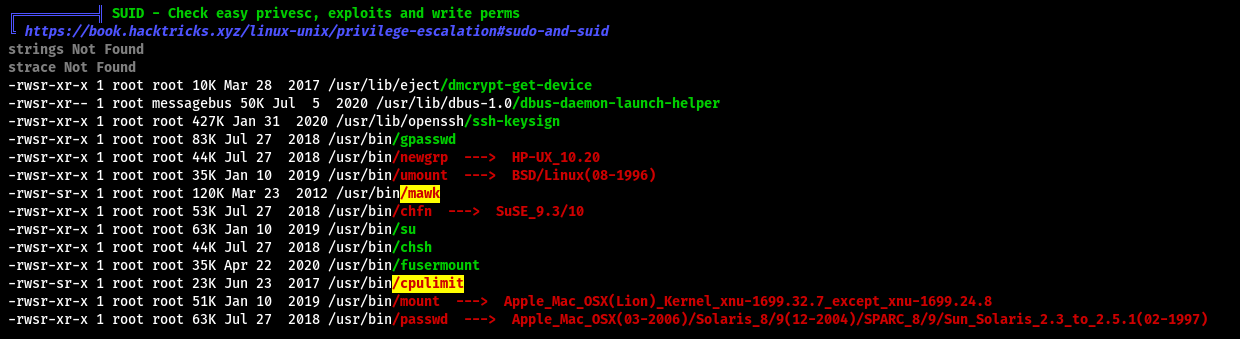 ╔══════════╣ SUID - Check easy privesc, exploits and write perms
╚ https://book.hacktricks.xyz/linux-unix/privilege-escalation#sudo-and-suid
strings Not Found
strace Not Found
-rwsr-xr-x 1 root root 10K Mar 28  2017 /usr/lib/eject/dmcrypt-get-device
-rwsr-xr-- 1 root messagebus 50K Jul  5  2020 /usr/lib/dbus-1.0/dbus-daemon-launch-helper
-rwsr-xr-x 1 root root 427K Jan 31  2020 /usr/lib/openssh/ssh-keysign
-rwsr-xr-x 1 root root 83K Jul 27  2018 /usr/bin/gpasswd
-rwsr-xr-x 1 root root 44K Jul 27  2018 /usr/bin/newgrp  --->  HP-UX_10.20
-rwsr-xr-x 1 root root 35K Jan 10  2019 /usr/bin/umount  --->  BSD/Linux(08-1996)
-rwsr-sr-x 1 root root 120K Mar 23  2012 /usr/bin/mawk
-rwsr-xr-x 1 root root 53K Jul 27  2018 /usr/bin/chfn  --->  SuSE_9.3/10
-rwsr-xr-x 1 root root 63K Jan 10  2019 /usr/bin/su
-rwsr-xr-x 1 root root 44K Jul 27  2018 /usr/bin/chsh
-rwsr-xr-x 1 root root 35K Apr 22  2020 /usr/bin/fusermount
-rwsr-sr-x 1 root root 23K Jun 23  2017 /usr/bin/cpulimit
-rwsr-xr-x 1 root root 51K Jan 10  2019 /usr/bin/mount  --->  Apple_Mac_OSX(Lion)_Kernel_xnu-1699.32.7_except_xnu-1699.24.8
-rwsr-xr-x 1 root root 63K Jul 27  2018 /usr/bin/passwd  --->  Apple_Mac_OSX(03-2006)/Solaris_8/9(12-2004)/SPARC_8/9/Sun_Solaris_2.3_to_2.5.1(02-1997)